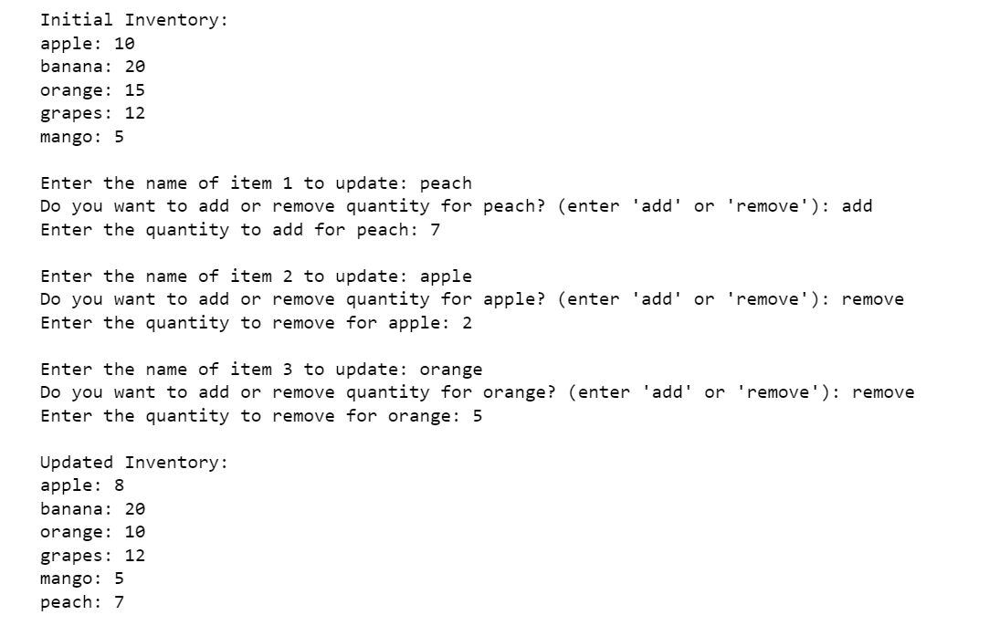 Initial Inventory:
apple: 10
banana: 20
orange: 15
grapes: 12
mango: 5
Enter the name of item 1 to update: peach
Do you want to add or remove quantity for peach? (enter 'add' or 'remove'): add
Enter the quantity to add for peach: 7
Enter the name of item 2 to update: apple
Do you want to add or remove quantity for apple? (enter 'add' or 'remove'): remove
Enter the quantity to remove for apple: 2
Enter the name of item 3 to update: orange
Do you want to add or remove quantity for orange? (enter 'add' or 'remove'): remove
Enter the quantity to remove for orange: 5
Updated Inventory:
apple: 8
banana: 20
orange: 10
grapes: 12
mango: 5
peach: 7